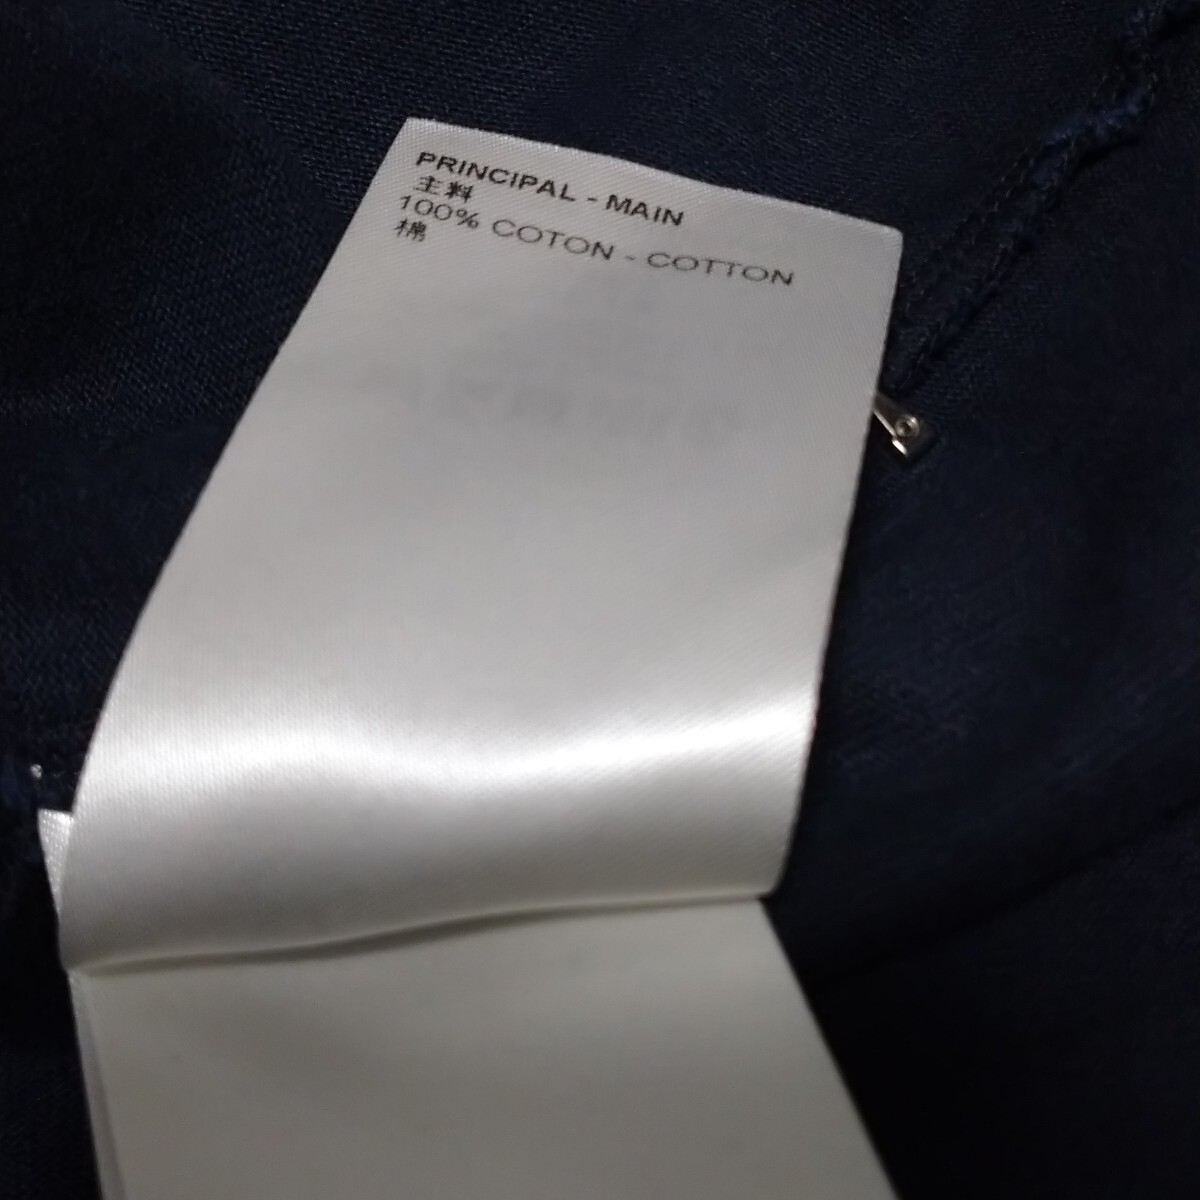 PRINCIPAL - MAIN
主料
100% COTON - COTTON
棉